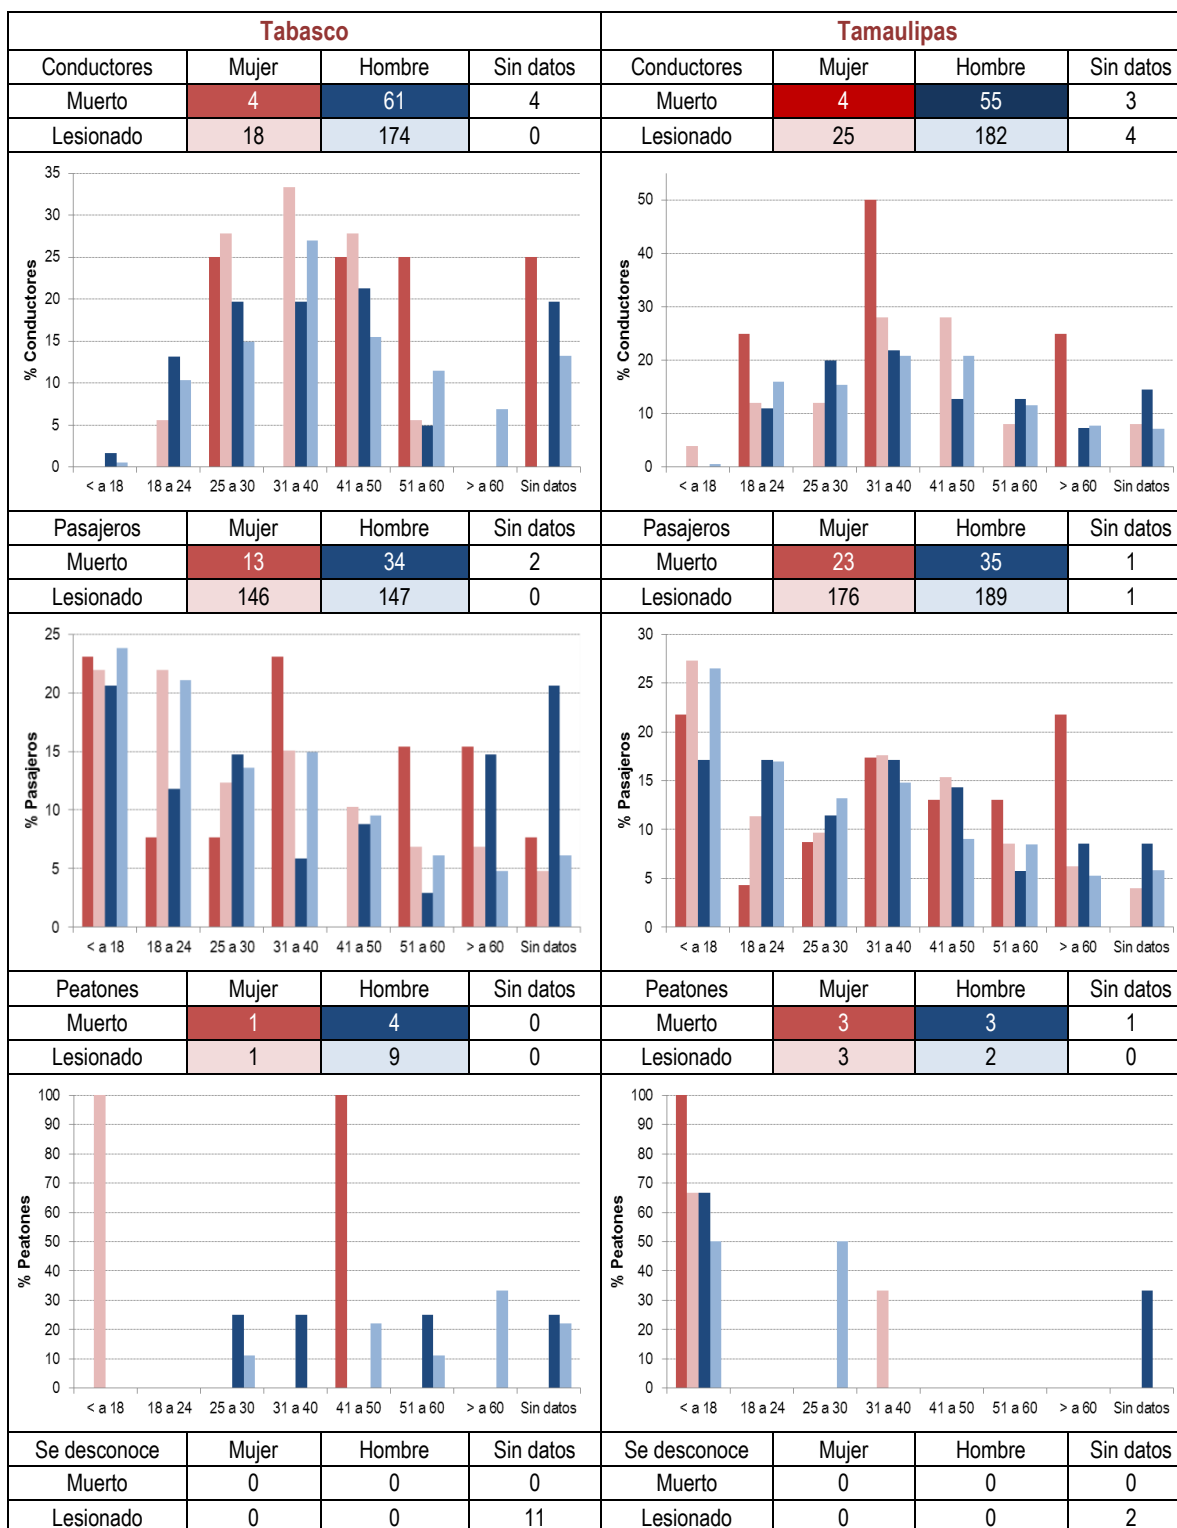 Tabasco Tamaulipas
Conductores Mujer Hombre Sin datos Conductores Mujer Hombre Sin datos
Muerto 4 61 4 Muerto 4 55 3
Lesionado 18 174 0 Lesionado 25 182 4
% Conductores
35
30
25
20
15
10
5
0
< a 18 18 a 24 25 a 30 31 a 40 41 a 50 51 a 60 > a 60 Sin datos
% Conductores
50
40
30
20
10
0
< a 18 18 a 24 25 a 30 31 a 40 41 a 50 51 a 60 > a 60 Sin datos
Pasajeros Mujer Hombre Sin datos Pasajeros Mujer Hombre Sin datos
Muerto 13 34 2 Muerto 23 35 1
Lesionado 146 147 0 Lesionado 176 189 1
% Pasajeros
25
20
15
10
5
0
< a 18 18 a 24 25 a 30 31 a 40 41 a 50 51 a 60 > a 60 Sin datos
% Pasajeros
30
25
20
15
10
5
0
< a 18 18 a 24 25 a 30 31 a 40 41 a 50 51 a 60 > a 60 Sin datos
Peatones Mujer Hombre Sin datos Peatones Mujer Hombre Sin datos
Muerto 1 4 0 Muerto 3 3 1
Lesionado 1 9 0 Lesionado 3 2 0
% Peatones
100
90
80
70
60
50
40
30
20
10
0
< a 18 18 a 24 25 a 30 31 a 40 41 a 50 51 a 60 > a 60 Sin datos
% Peatones
100
90
80
70
60
50
40
30
20
10
0
< a 18 18 a 24 25 a 30 31 a 40 41 a 50 51 a 60 > a 60 Sin datos
Se desconoce Mujer Hombre Sin datos Se desconoce Mujer Hombre Sin datos
Muerto 0 0 0 Muerto 0 0 0
Lesionado 0 0 11 Lesionado 0 0 2